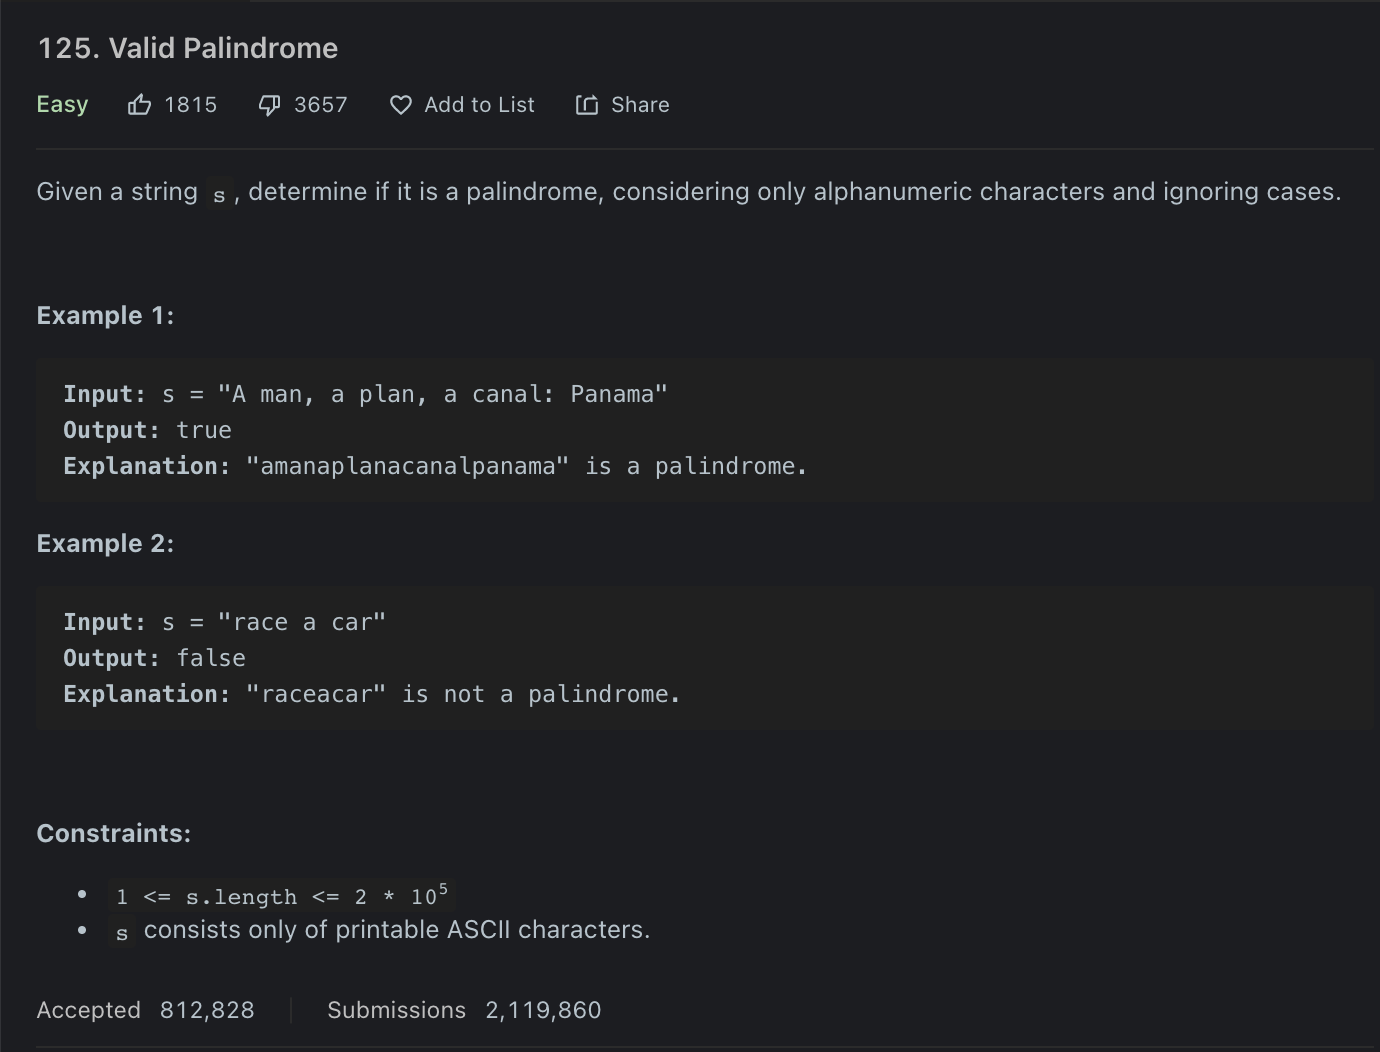 125. Valid Palindrome
Easy 1815 3657 Add to List Share
Given a string s, determine if it is a palindrome, considering only alphanumeric characters and ignoring cases.
Example 1:
Input: s = "A man, a plan, a canal: Panama"
Output: true
Explanation: "amanaplanacanalpanama" is a palindrome.
Example 2:
Input: s = "race a car"
Output: false
Explanation: "raceacar" is not a palindrome.
Constraints:
• 1 <= s.length <= 2 * 10⁵
• s consists only of printable ASCII characters.
Accepted 812,828 Submissions 2,119,860